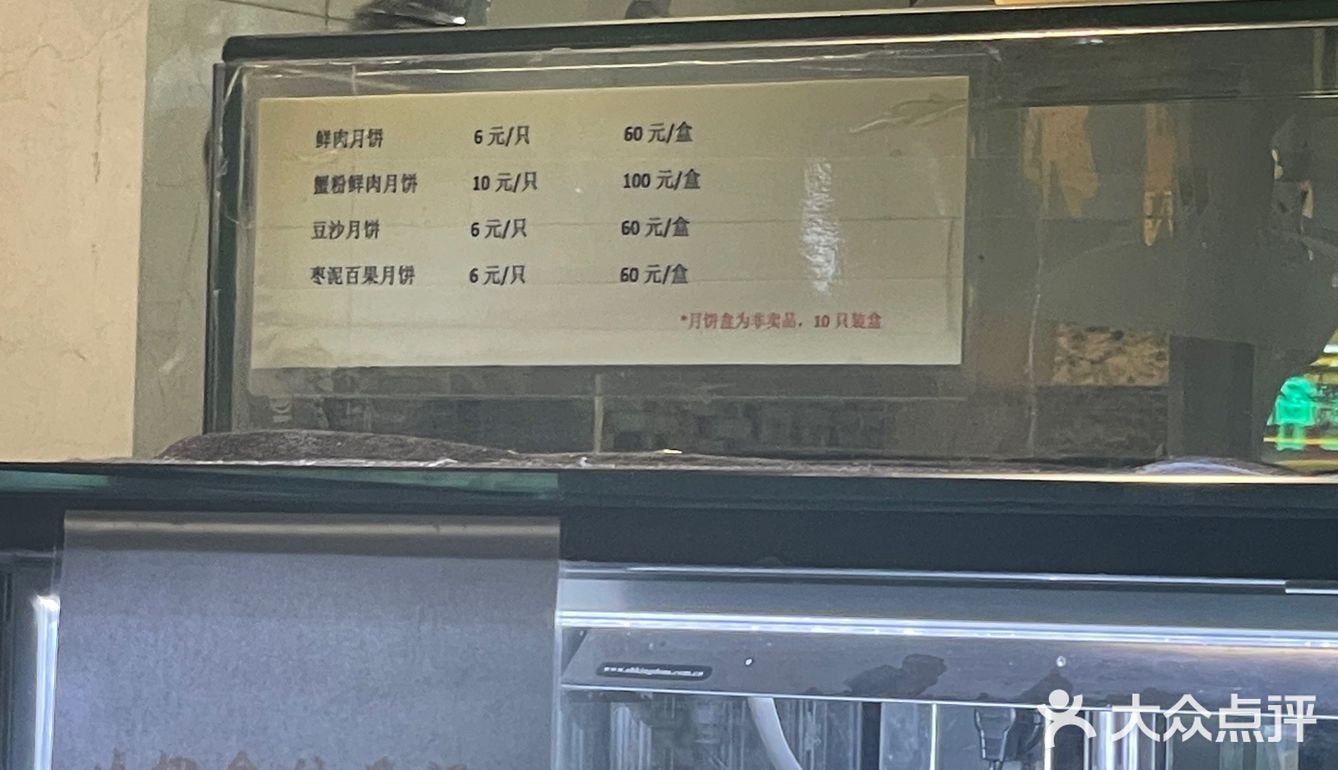 鲜肉月饼 6元/只 60元/盒
蟹粉鲜肉月饼 10元/只 100元/盒
豆沙月饼 6元/只 60元/盒
枣泥百果月饼 6元/只 60元/盒
*月饼盒为非卖品，10只装盒
大众点评